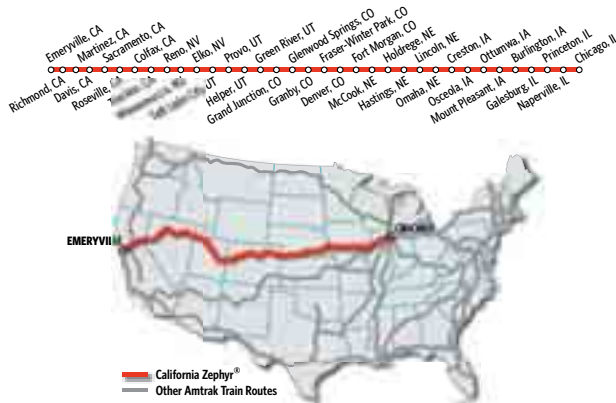 Emeryville, CA
Martinez, CA
Sacramento, CA
Colfax, CA
Reno, NV
Elko, NV
Provo, UT
Green River, UT
Glenwood Springs, CO
Fraser-Winter Park, CO
Fort Morgan, CO
Holdrege, NE
Lincoln, NE
Creston, IA
Ottumwa, IA
Burlington, IA
Princeton, IL
Chicago, IL
Richmond, CA
Davis, CA
Roseville, CA
UT
Helper, UT
Grand Junction, CO
Granby, CO
Denver, CO
McCook, NE
Hastings, NE
Omaha, NE
Osceola, IA
Mount Pleasant, IA
Galesburg, IL
Naperville, IL
EMERYVIL
California Zephyr®
Other Amtrak Train Routes